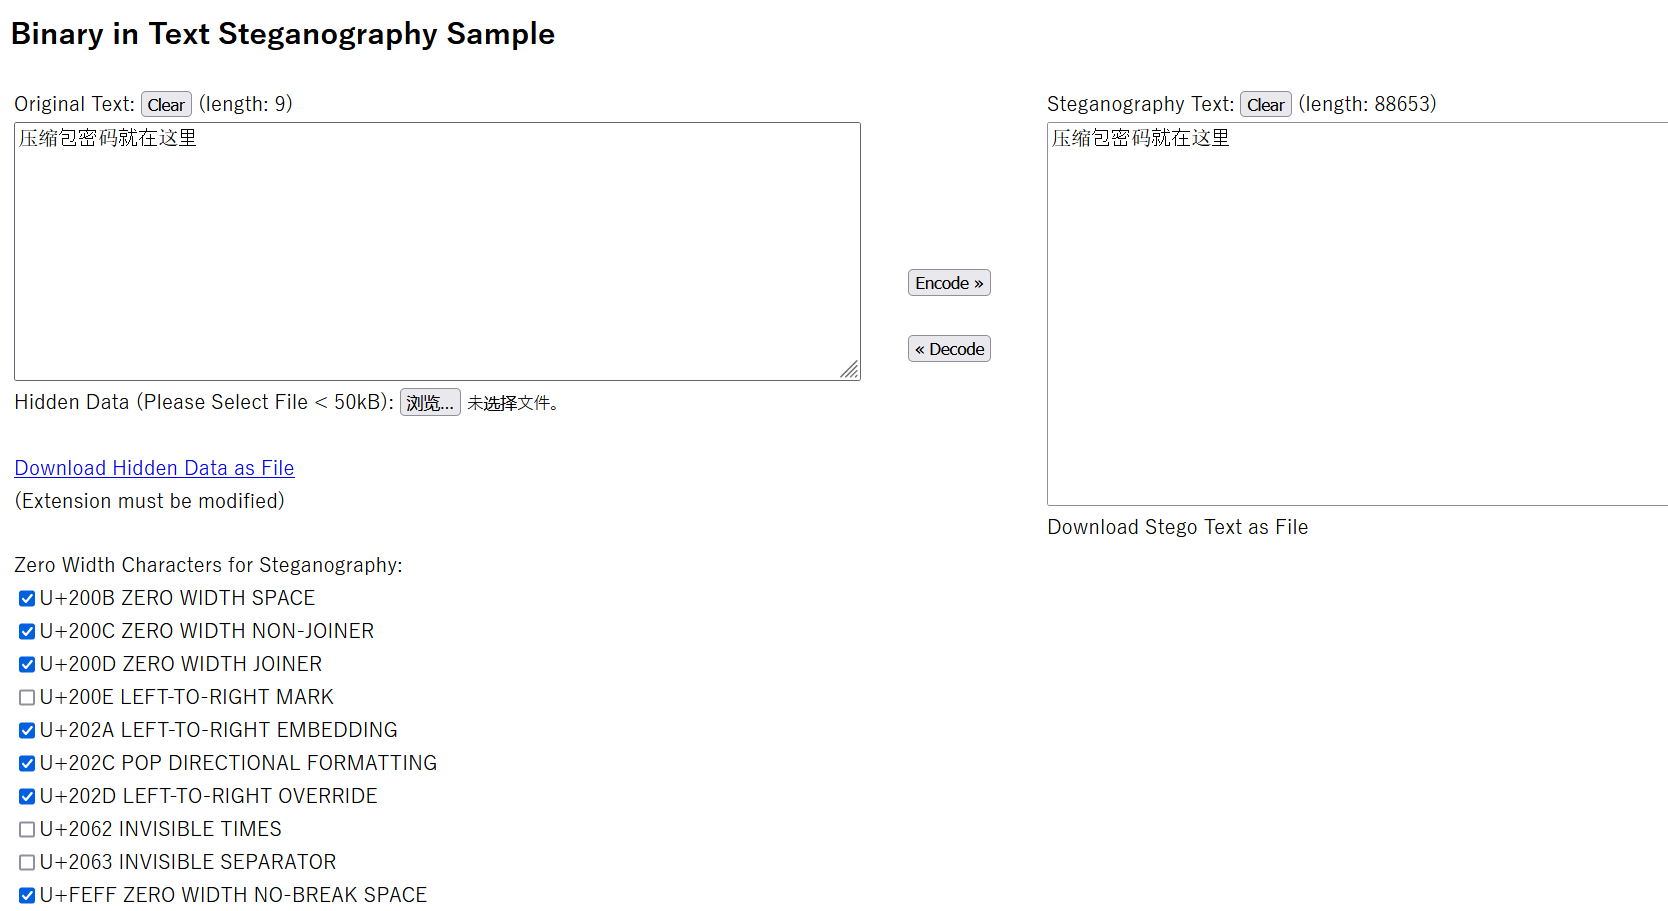 Binary in Text Steganography Sample
Original Text: Clear (length: 9)
压缩包密码就在这里
Hidden Data (Please Select File < 50kB): 浏览... 未选择文件。
Download Hidden Data as File
(Extension must be modified)
Zero Width Characters for Steganography:
U+200B ZERO WIDTH SPACE
U+200C ZERO WIDTH NON-JOINER
U+200D ZERO WIDTH JOINER
U+200E LEFT-TO-RIGHT MARK
U+202A LEFT-TO-RIGHT EMBEDDING
U+202C POP DIRECTIONAL FORMATTING
U+202D LEFT-TO-RIGHT OVERRIDE
U+2062 INVISIBLE TIMES
U+2063 INVISIBLE SEPARATOR
U+FEFF ZERO WIDTH NO-BREAK SPACE
Encode »
« Decode
Steganography Text: Clear (length: 88653)
压缩包密码就在这里
Download Stego Text as File